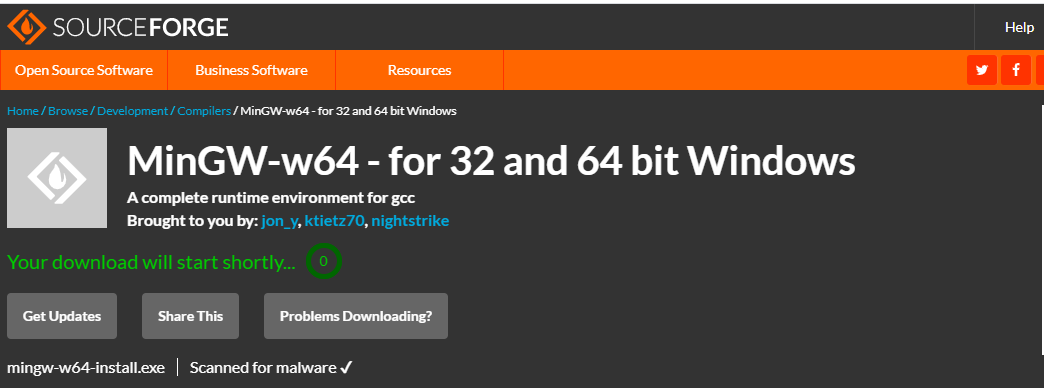 SOURCEFORGE
Help
Open Source Software Business Software Resources
Home / Browse / Development / Compilers / MinGW-w64 - for 32 and 64 bit Windows
MinGW-w64 - for 32 and 64 bit Windows
A complete runtime environment for gcc
Brought to you by: jon_y, ktietz70, nightstrike
Your download will start shortly... 0
Get Updates Share This Problems Downloading?
mingw-w64-install.exe Scanned for malware ✓